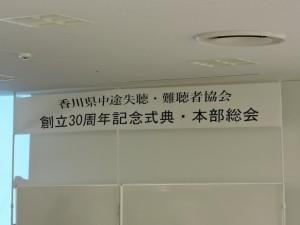 香川県中途失聴・難聴者協会
創立30周年記念式典・本部総会